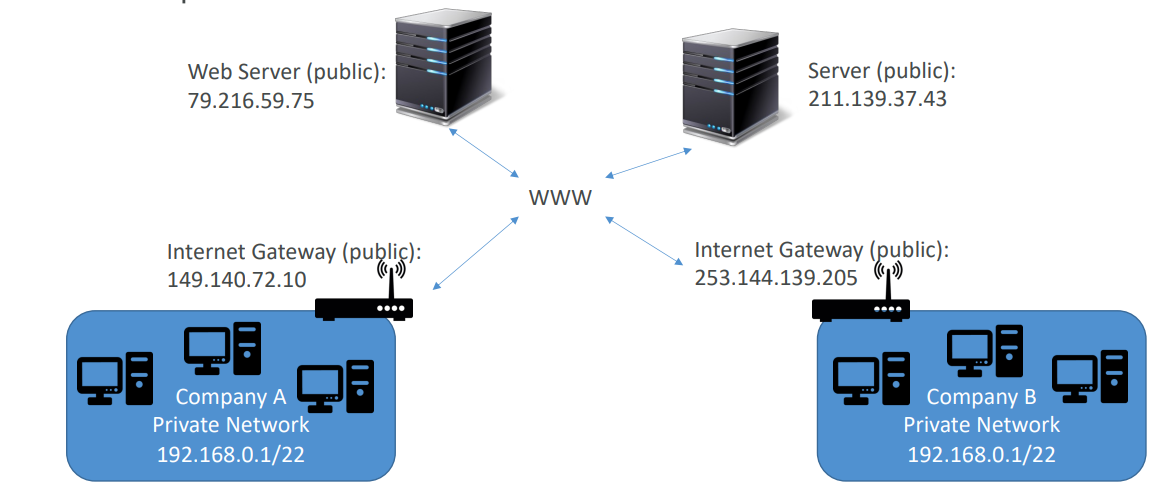 Web Server (public):
79.216.59.75
Server (public):
211.139.37.43
WWW
Internet Gateway (public):
149.140.72.10
Internet Gateway (public):
253.144.139.205
Company A
Private Network
192.168.0.1/22
Company B
Private Network
192.168.0.1/22